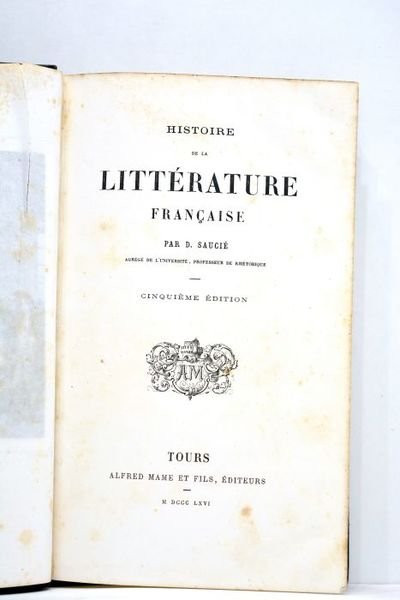 HISTOIRE
DE LA
LITTÉRATURE
FRANÇAISE
PAR D. SAUCIÉ
AGRÉGÉ DE L'UNIVERSITÉ, PROFESSEUR DE RHÉTORIQUE
CINQUIÈME ÉDITION
AM
TOURS
ALFRED MAME ET FILS, ÉDITEURS
M DCCC LXVI